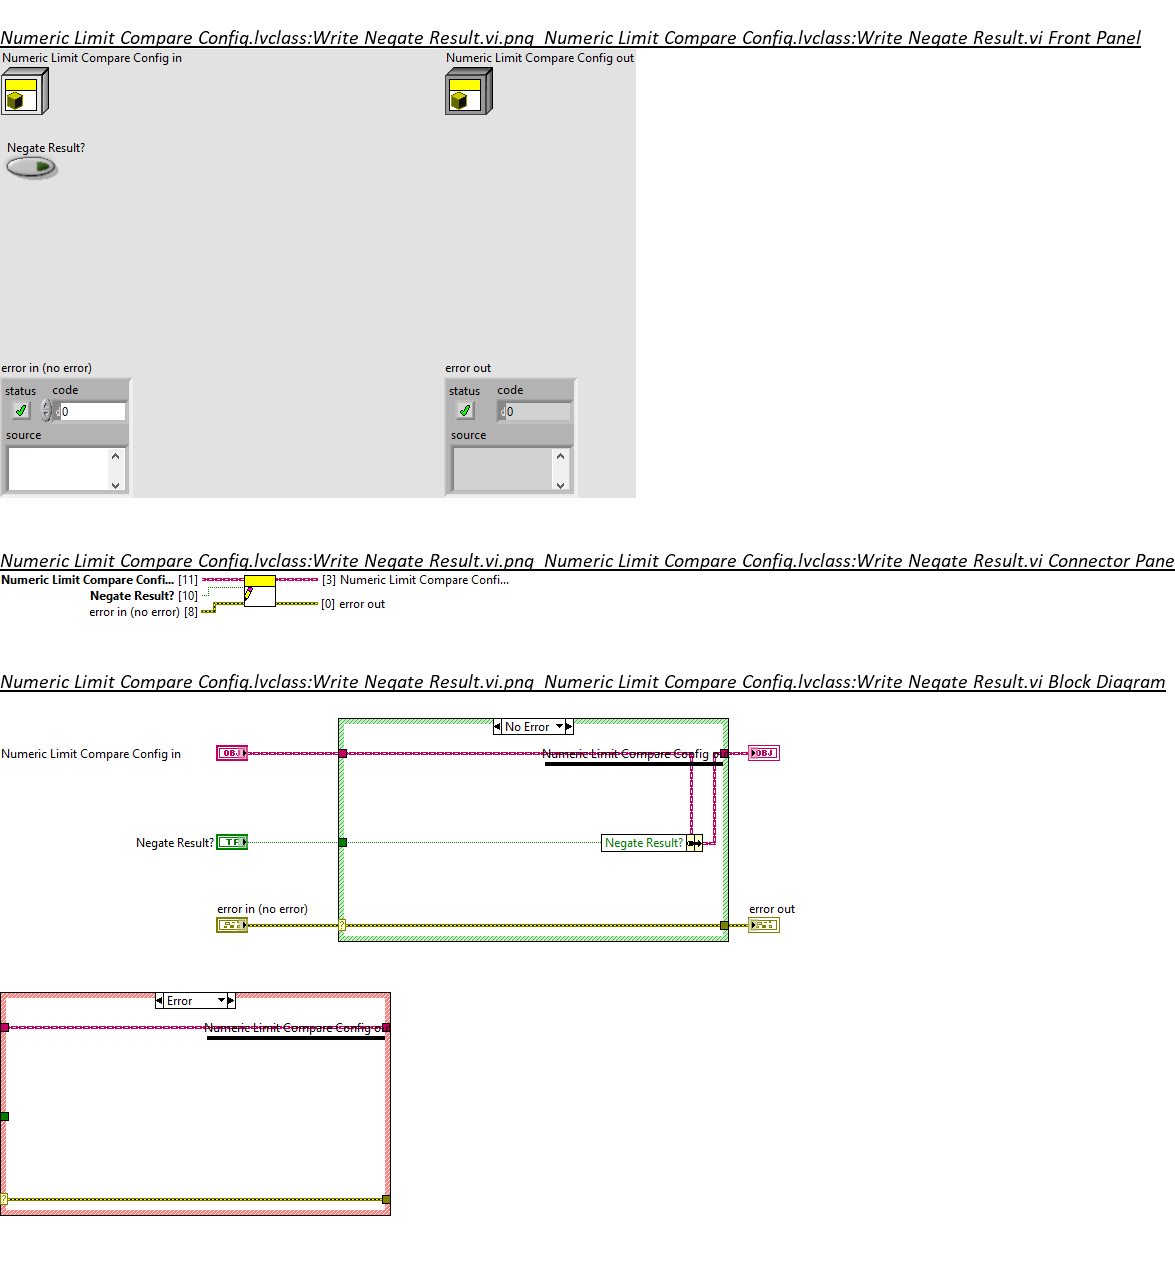 Numeric Limit Compare Config.lvclass:Write Negate Result.vi.png  Numeric Limit Compare Config.lvclass:Write Negate Result.vi Front Panel
Numeric Limit Compare Config in
Numeric Limit Compare Config out
Negate Result?
error in (no error)
error out
status code
status code
d 0
d 0
source
source
Numeric Limit Compare Config.lvclass:Write Negate Result.vi.png  Numeric Limit Compare Config.lvclass:Write Negate Result.vi Connector Pane
Numeric Limit Compare Confi... [11]
[3] Numeric Limit Compare Confi...
Negate Result? [10]
[0] error out
error in (no error) [8]
Numeric Limit Compare Config.lvclass:Write Negate Result.vi.png  Numeric Limit Compare Config.lvclass:Write Negate Result.vi Block Diagram
No Error
Numeric Limit Compare Config in
OBJ
Numeric Limit Compare Config out
OBJ
Negate Result?
TF
Negate Result?
error in (no error)
error out
?
Error
Numeric Limit Compare Config o
?